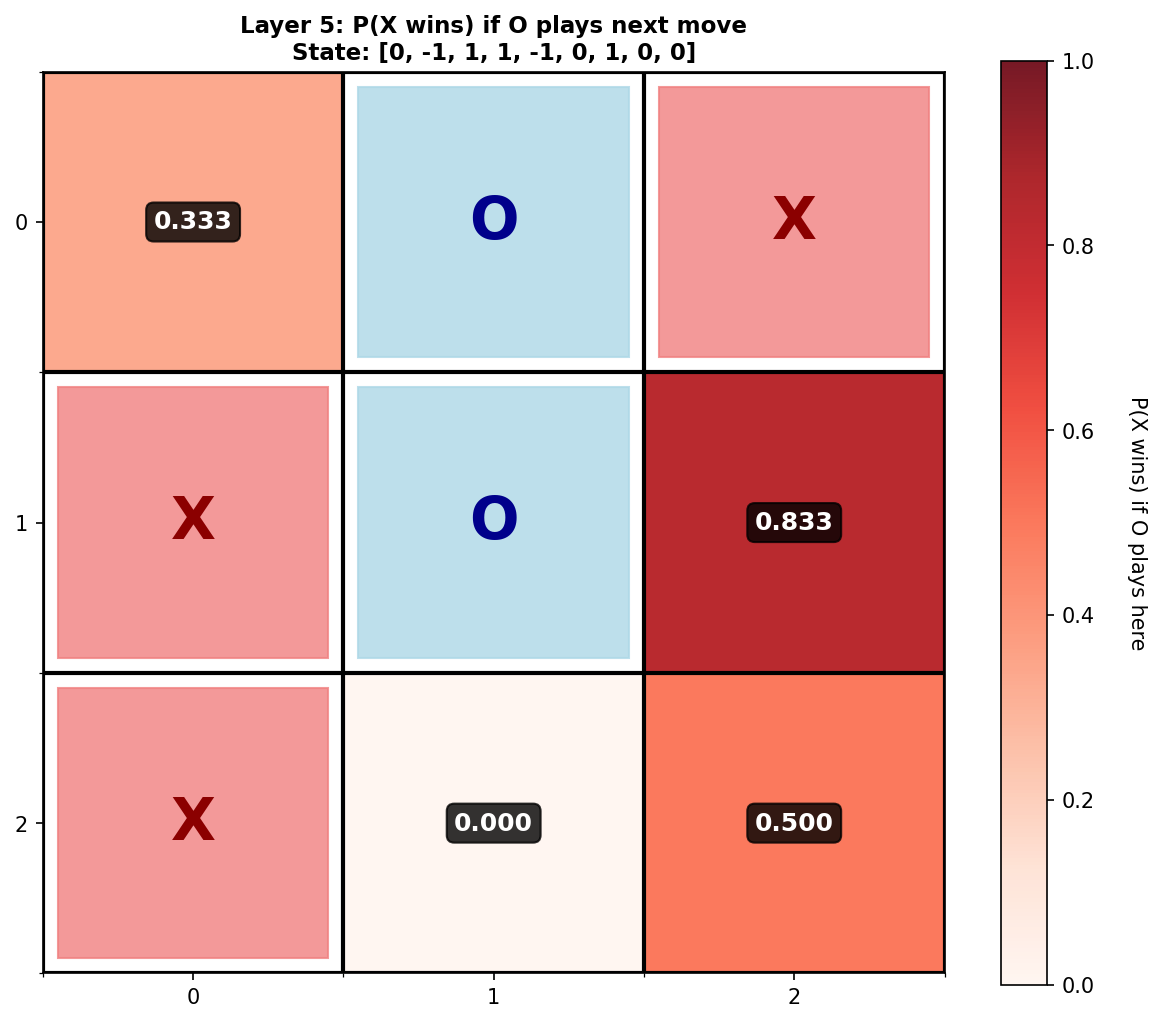 Layer 5: P(X wins) if O plays next move
State: [0, -1, 1, 1, -1, 0, 1, 0, 0]
0.333
O
X
X
O
0.833
X
0.000
0.500
0
1
2
0
1
2
1.0
0.8
0.6
0.4
0.2
0.0
P(X wins) if O plays here